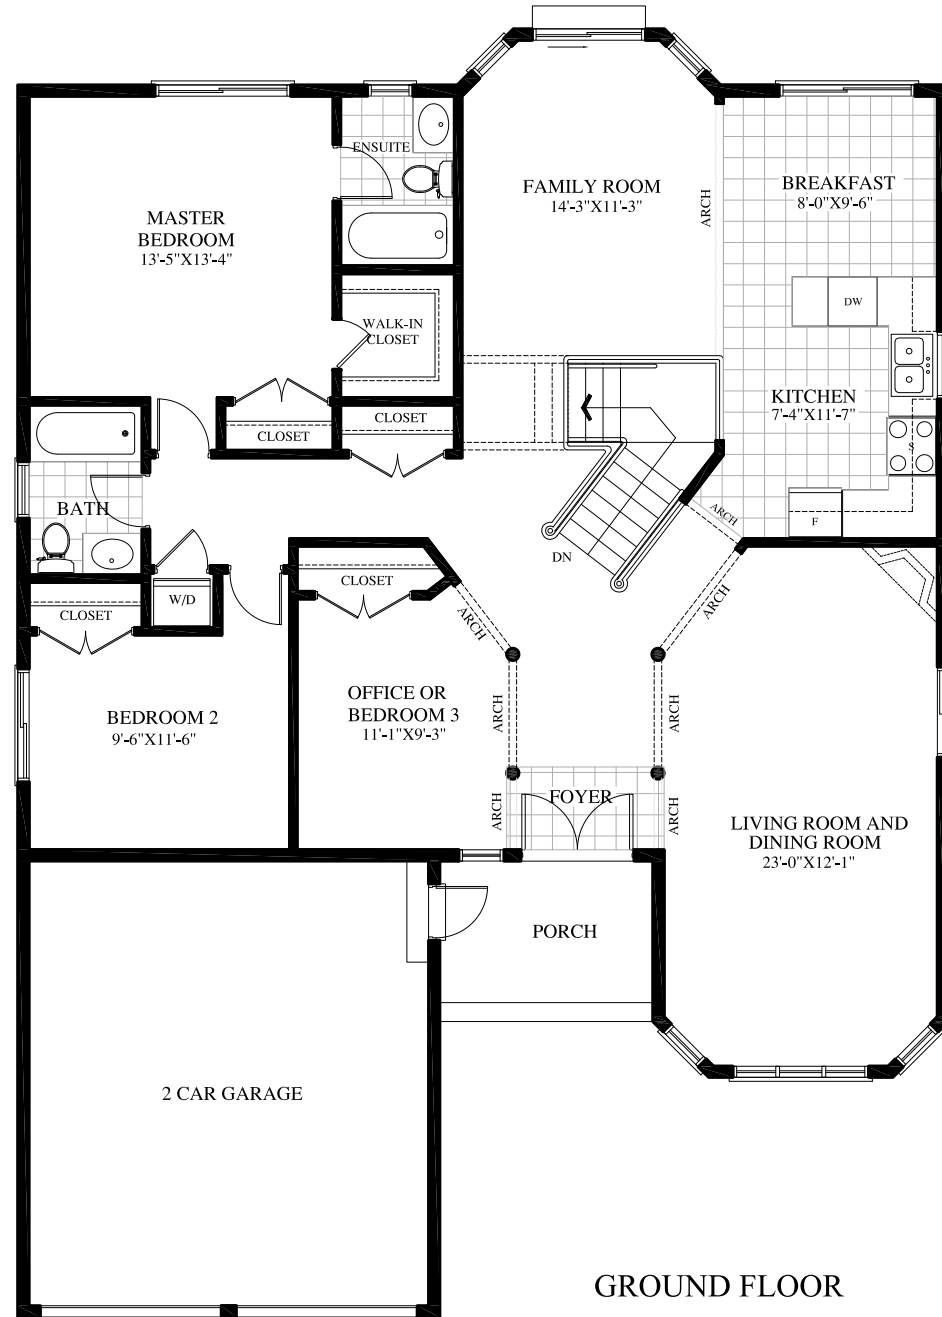 ENSUITE
FAMILY ROOM
14'-3"X11'-3"
ARCH
BREAKFAST
8'-0"X9'-6"
MASTER
BEDROOM
13'-5"X13'-4"
DW
WALK-IN
CLOSET
KITCHEN
7'-4"X11'-7"
CLOSET
CLOSET
S
BATH
ARCH
F
DN
CLOSET
W/D
CLOSET
ARCH
ARCH
OFFICE OR
BEDROOM 3
11'-1"X9'-3"
BEDROOM 2
9'-6"X11'-6"
ARCH
ARCH
FOYER
ARCH
ARCH
LIVING ROOM AND
DINING ROOM
23'-0"X12'-1"
PORCH
2 CAR GARAGE
GROUND FLOOR